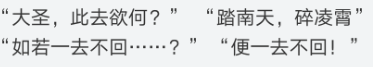 “大圣，此去欲何？” “踏南天，碎凌霄”
“如若一去不回……？” “便一去不回！”